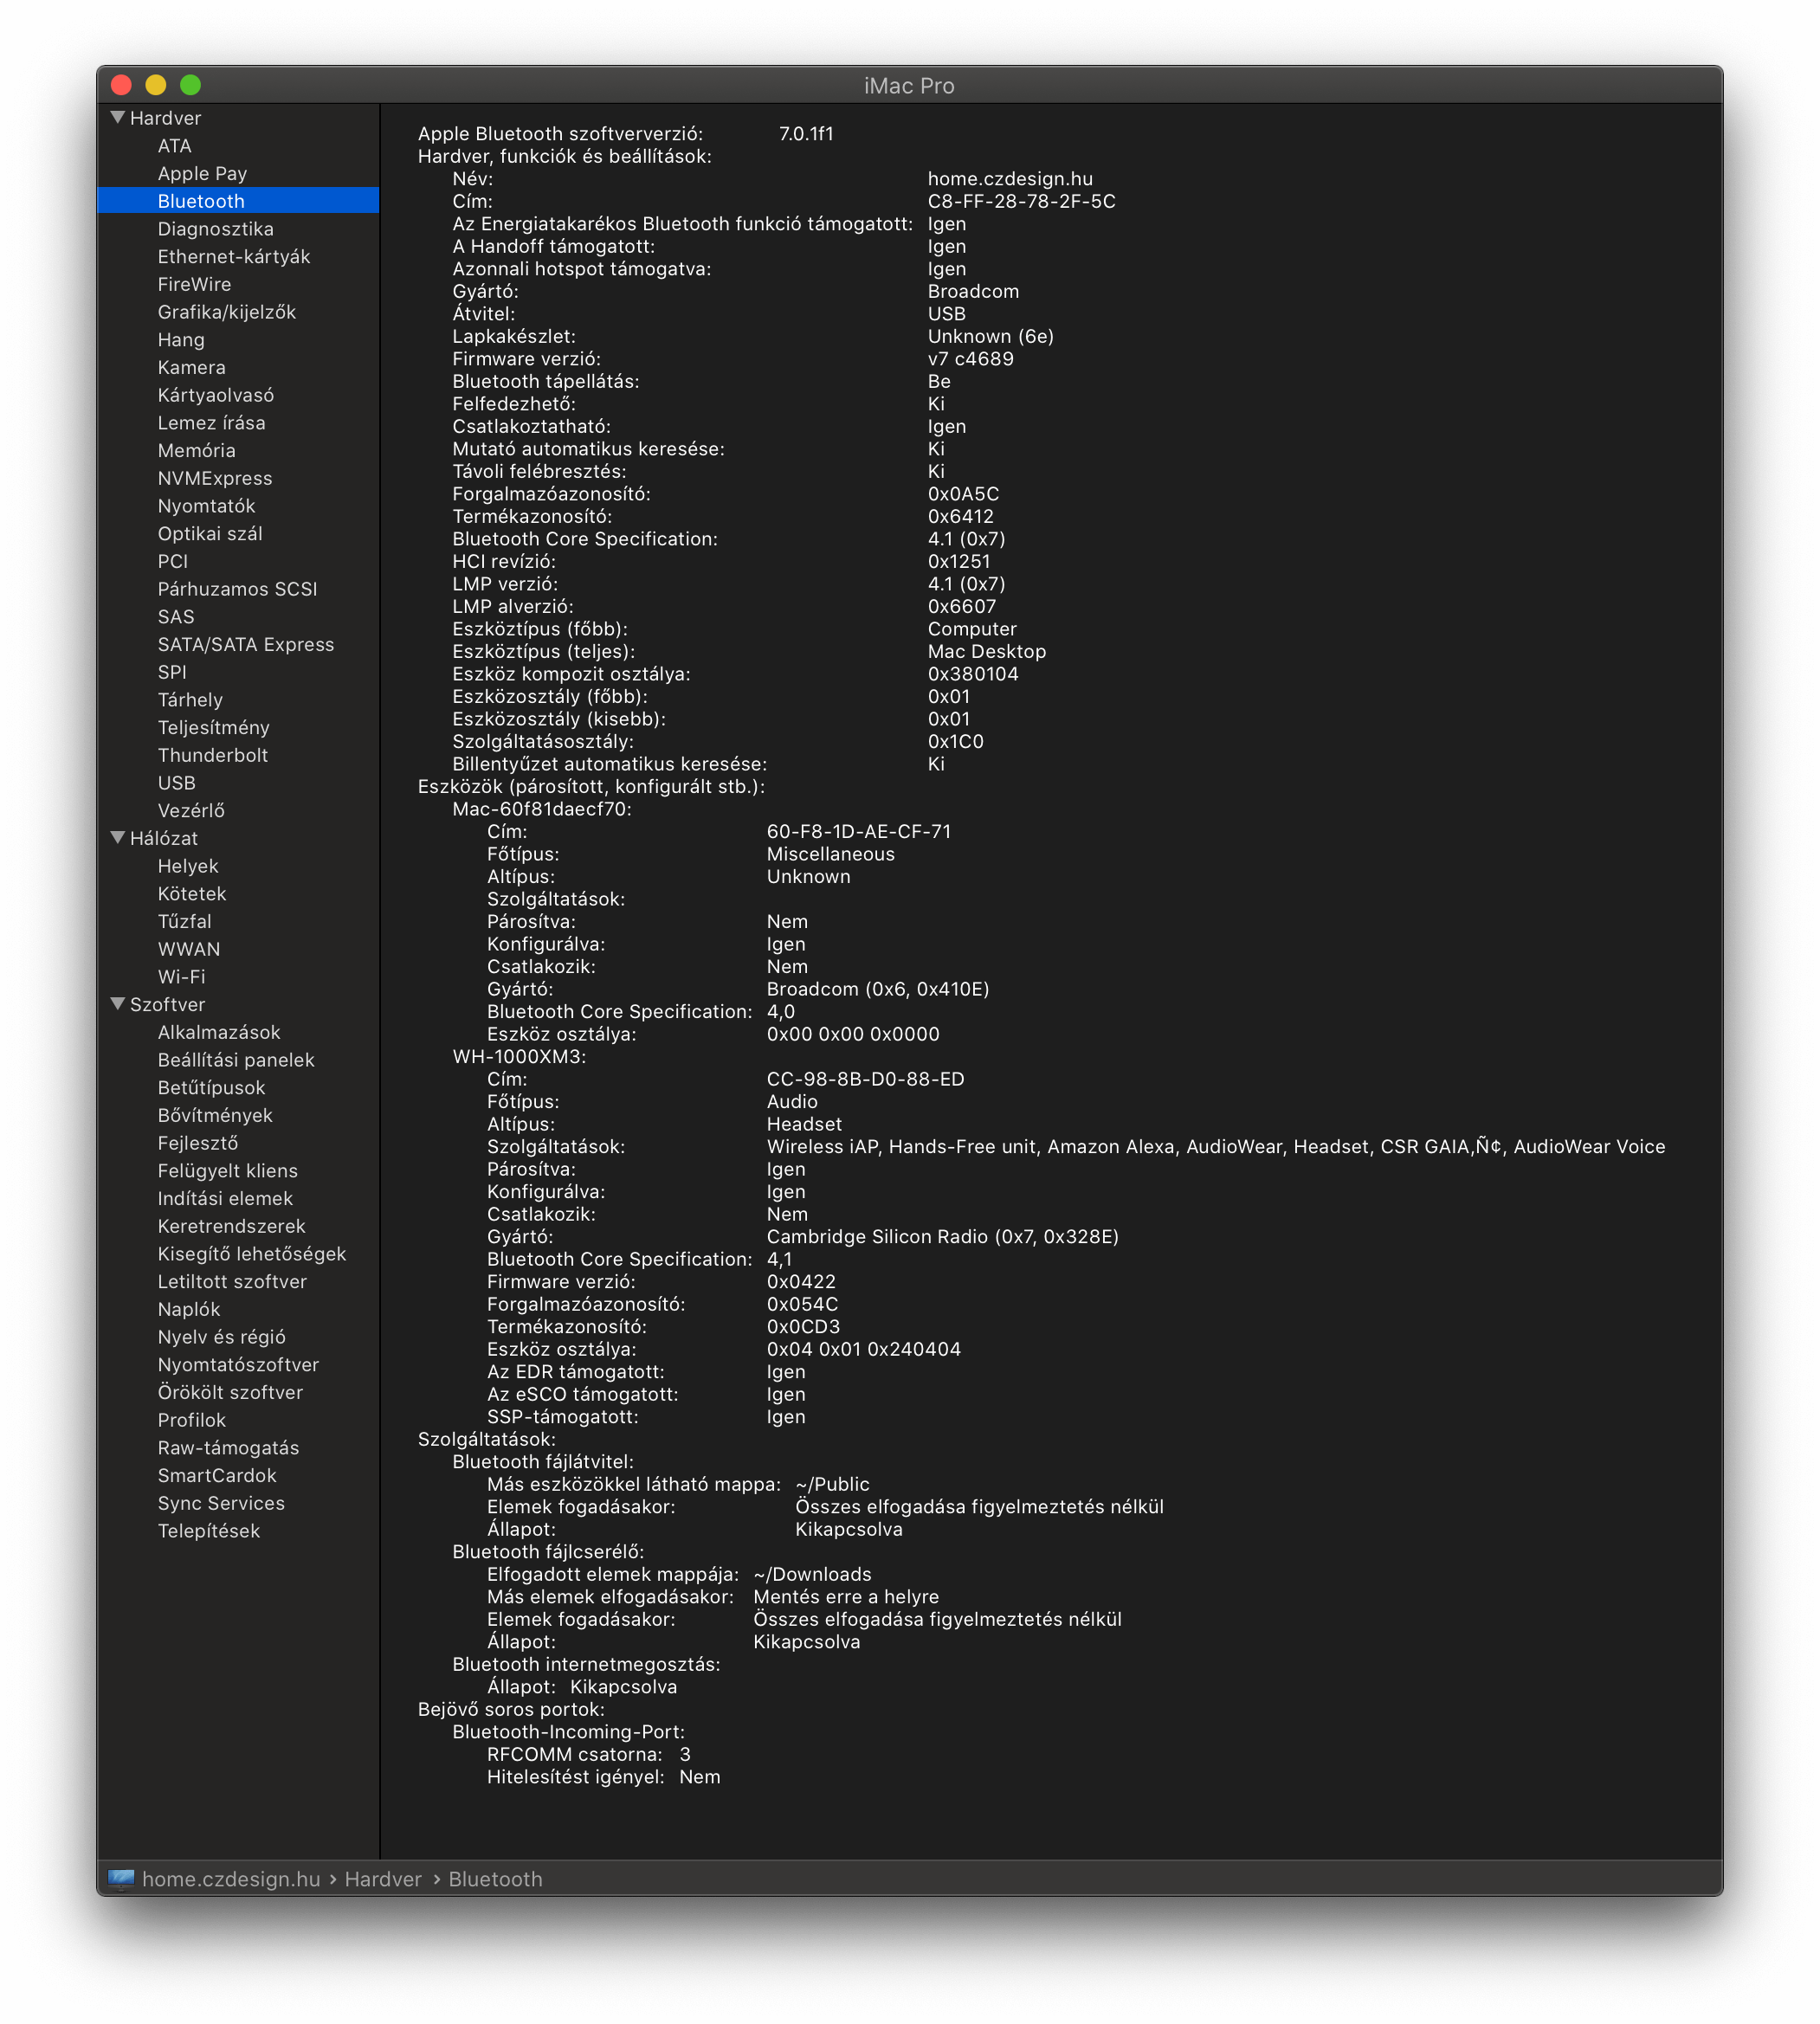 iMac Pro
Hardver
ATA
Apple Pay
Bluetooth
Diagnosztika
Ethernet-kártyák
FireWire
Grafika/kijelzők
Hang
Kamera
Kártyaolvasó
Lemez írása
Memória
NVMExpress
Nyomtatók
Optikai szál
PCI
Párhuzamos SCSI
SAS
SATA/SATA Express
SPI
Tárhely
Teljesítmény
Thunderbolt
USB
Vezérlő
Hálózat
Helyek
Kötetek
Tűzfal
WWAN
Wi-Fi
Szoftver
Alkalmazások
Beállítási panelek
Betűtípusok
Bővítmények
Fejlesztő
Felügyelt kliens
Indítási elemek
Keretrendszerek
Kisegítő lehetőségek
Letiltott szoftver
Naplók
Nyelv és régió
Nyomtatószoftver
Örökölt szoftver
Profilok
Raw-támogatás
SmartCardok
Sync Services
Telepítések
Apple Bluetooth szoftververzió: 7.0.1f1
Hardver, funkciók és beállítások:
Név: home.czdesign.hu
Cím: C8-FF-28-78-2F-5C
Az Energiatakarékos Bluetooth funkció támogatott: Igen
A Handoff támogatott: Igen
Azonnali hotspot támogatva: Igen
Gyártó: Broadcom
Átvitel: USB
Lapkakészlet: Unknown (6e)
Firmware verzió: v7 c4689
Bluetooth tápellátás: Be
Felfedezhető: Ki
Csatlakoztatható: Igen
Mutató automatikus keresése: Ki
Távoli felébresztés: Ki
Forgalmazóazonosító: 0x0A5C
Termékazonosító: 0x6412
Bluetooth Core Specification: 4.1 (0x7)
HCI revízió: 0x1251
LMP verzió: 4.1 (0x7)
LMP alverzió: 0x6607
Eszköztípus (főbb): Computer
Eszköztípus (teljes): Mac Desktop
Eszköz kompozit osztálya: 0x380104
Eszközosztály (főbb): 0x01
Eszközosztály (kisebb): 0x01
Szolgáltatásosztály: 0x1C0
Billentyűzet automatikus keresése: Ki
Eszközök (párosított, konfigurált stb.):
Mac-60f81daecf70:
Cím: 60-F8-1D-AE-CF-71
Főtípus: Miscellaneous
Altípus: Unknown
Szolgáltatások:
Párosítva: Nem
Konfigurálva: Igen
Csatlakozik: Nem
Gyártó: Broadcom (0x6, 0x410E)
Bluetooth Core Specification: 4,0
Eszköz osztálya: 0x00 0x00 0x0000
WH-1000XM3:
Cím: CC-98-8B-D0-88-ED
Főtípus: Audio
Altípus: Headset
Szolgáltatások: Wireless iAP, Hands-Free unit, Amazon Alexa, AudioWear, Headset, CSR GAIA‚Ñ¢, AudioWear Voice
Párosítva: Igen
Konfigurálva: Igen
Csatlakozik: Nem
Gyártó: Cambridge Silicon Radio (0x7, 0x328E)
Bluetooth Core Specification: 4,1
Firmware verzió: 0x0422
Forgalmazóazonosító: 0x054C
Termékazonosító: 0x0CD3
Eszköz osztálya: 0x04 0x01 0x240404
Az EDR támogatott: Igen
Az eSCO támogatott: Igen
SSP-támogatott: Igen
Szolgáltatások:
Bluetooth fájlátvitel:
Más eszközökkel látható mappa: ~/Public
Elemek fogadásakor: Összes elfogadása figyelmeztetés nélkül
Állapot: Kikapcsolva
Bluetooth fájlcserélő:
Elfogadott elemek mappája: ~/Downloads
Más elemek elfogadásakor: Mentés erre a helyre
Elemek fogadásakor: Összes elfogadása figyelmeztetés nélkül
Állapot: Kikapcsolva
Bluetooth internetmegosztás:
Állapot: Kikapcsolva
Bejövő soros portok:
Bluetooth-Incoming-Port:
RFCOMM csatorna: 3
Hitelesítést igényel: Nem
home.czdesign.hu › Hardver › Bluetooth